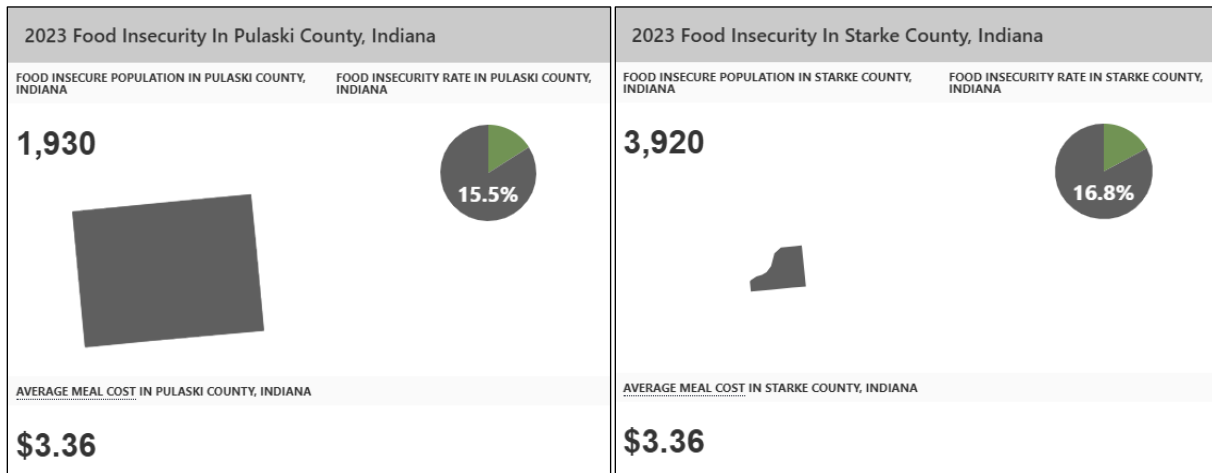 2023 Food Insecurity In Pulaski County, Indiana
FOOD INSECURE POPULATION IN PULASKI COUNTY,
INDIANA
FOOD INSECURITY RATE IN PULASKI COUNTY,
INDIANA
1,930
15.5%
AVERAGE MEAL COST IN PULASKI COUNTY, INDIANA
$3.36
2023 Food Insecurity In Starke County, Indiana
FOOD INSECURE POPULATION IN STARKE COUNTY,
INDIANA
FOOD INSECURITY RATE IN STARKE COUNTY,
INDIANA
3,920
16.8%
AVERAGE MEAL COST IN STARKE COUNTY, INDIANA
$3.36